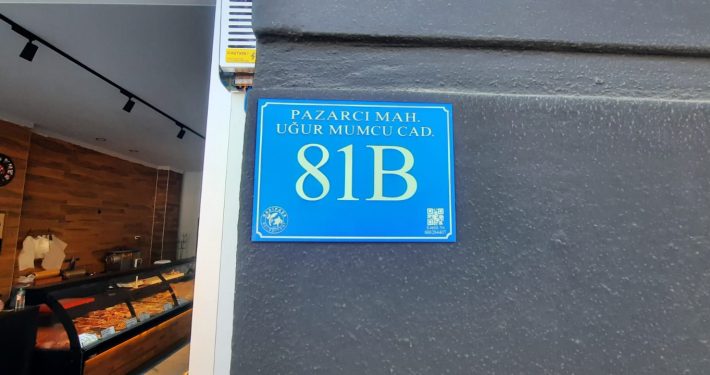 PAZARCI MAH.
UĞUR MUMCU CAD.
81B